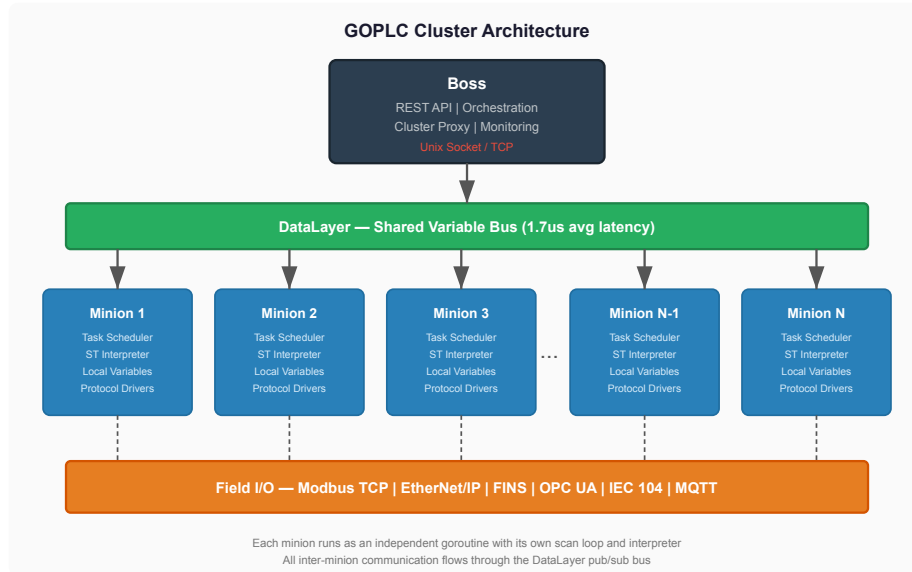 GOPLC Cluster Architecture
Boss
REST API | Orchestration
Cluster Proxy | Monitoring
Unix Socket / TCP
DataLayer — Shared Variable Bus (1.7us avg latency)
Minion 1
Task Scheduler
ST Interpreter
Local Variables
Protocol Drivers
Minion 2
Task Scheduler
ST Interpreter
Local Variables
Protocol Drivers
Minion 3
Task Scheduler
ST Interpreter
Local Variables
Protocol Drivers
...
Minion N-1
Task Scheduler
ST Interpreter
Local Variables
Protocol Drivers
Minion N
Task Scheduler
ST Interpreter
Local Variables
Protocol Drivers
Field I/O — Modbus TCP | EtherNet/IP | FINS | OPC UA | IEC 104 | MQTT
Each minion runs as an independent goroutine with its own scan loop and interpreter
All inter-minion communication flows through the DataLayer pub/sub bus